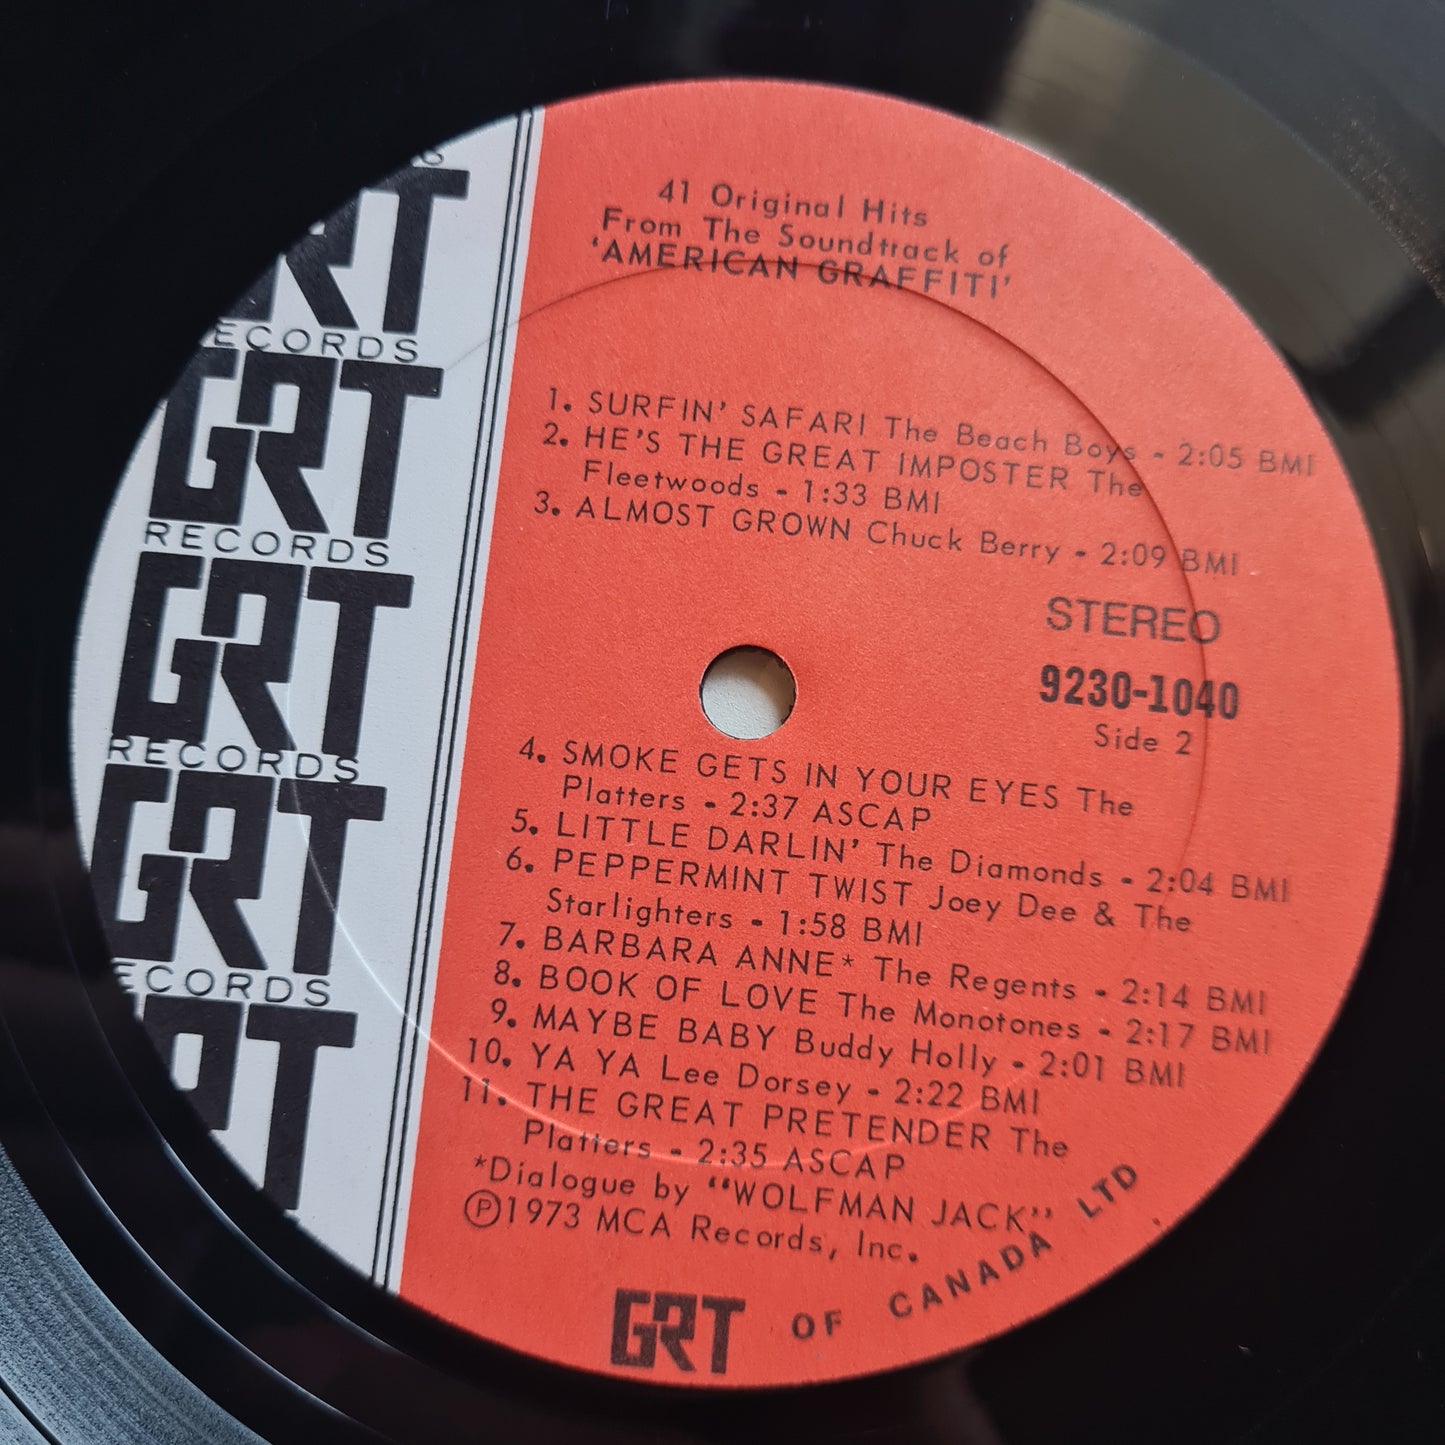 41 Original Hits
From The Soundtrack of
'AMERICAN GRAFFITI'
1. SURFIN' SAFARI The Beach Boys - 2:05 BMI
2. HE'S THE GREAT IMPOSTER The
Fleetwoods - 1:33 BMI
3. ALMOST GROWN Chuck Berry - 2:09 BMI
STEREO
9230-1040
Side 2
4. SMOKE GETS IN YOUR EYES The
Platters - 2:37 ASCAP
5. LITTLE DARLIN' The Diamonds - 2:04 BMI
6. PEPPERMINT TWIST Joey Dee & The
Starlighters - 1:58 BMI
7. BARBARA ANNE* The Regents - 2:14 BMI
8. BOOK OF LOVE The Monotones - 2:17 BMI
9. MAYBE BABY Buddy Holly - 2:01 BMI
10. YA YA Lee Dorsey - 2:22 BMI
11. THE GREAT PRETENDER The
Platters - 2:35 ASCAP
*Dialogue by "WOLFMAN JACK"
Ⓟ1973 MCA Records, Inc.
GRT OF CANADA LTD
RT
ECORDS
GRT
RECORDS
GRT
RECORDS
GRT
ECORDS
RT